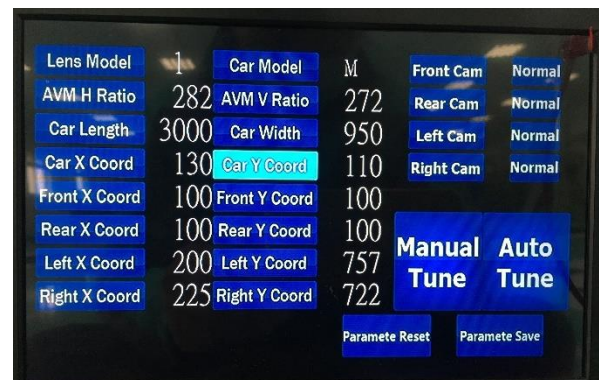 Lens Model 1 Car Model M Front Cam Normal
AVM H Ratio 282 AVM V Ratio 272 Rear Cam Normal
Car Length 3000 Car Width 950 Left Cam Normal
Car X Coord 130 Car Y Coord 110 Right Cam Normal
Front X Coord 100 Front Y Coord 100
Rear X Coord 100 Rear Y Coord 100
Left X Coord 200 Left Y Coord 757
Right X Coord 225 Right Y Coord 722
Manual Auto
Tune Tune
Paramete Reset Paramete Save